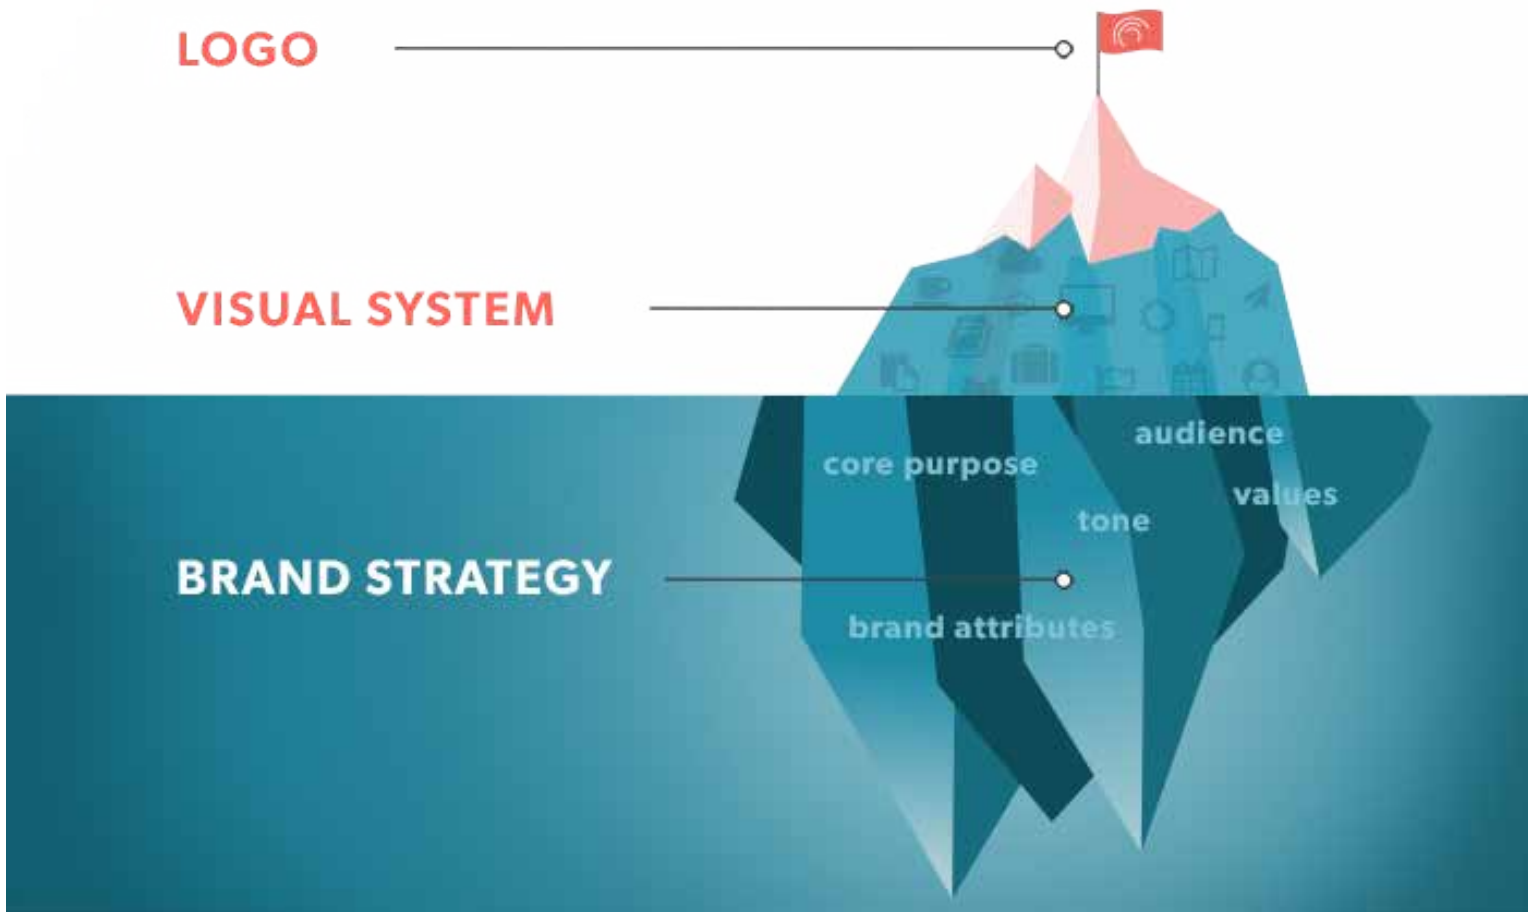 LOGO
VISUAL SYSTEM
audience
core purpose
values
tone
BRAND STRATEGY
brand attributes